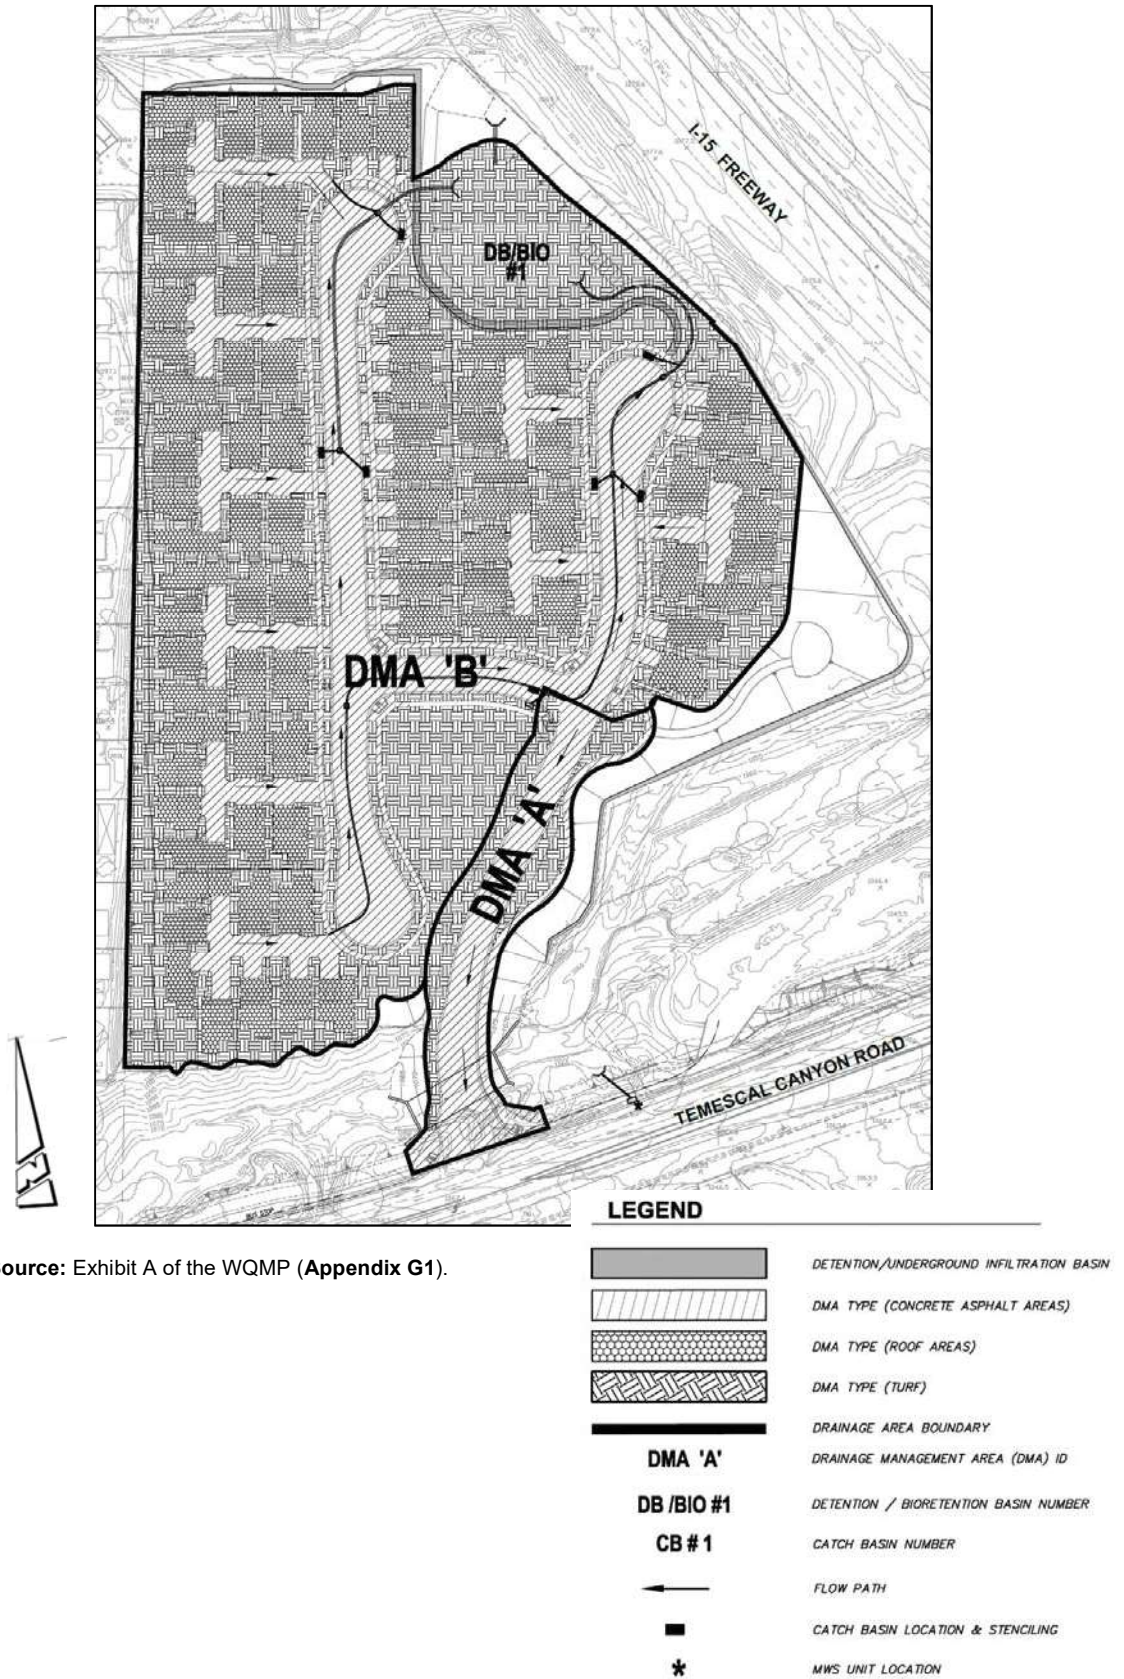 I-15 FREEWAY
DB/BIO
#1
DMA 'B'
DMA 'A'
TEMESCAL CANYON ROAD
BUS STOP
ource: Exhibit A of the WQMP (Appendix G1).
LEGEND
DETENTION/UNDERGROUND INFILTRATION BASIN
DMA TYPE (CONCRETE ASPHALT AREAS)
DMA TYPE (ROOF AREAS)
DMA TYPE (TURF)
DRAINAGE AREA BOUNDARY
DMA 'A' DRAINAGE MANAGEMENT AREA (DMA) ID
DB /BIO #1 DETENTION / BIORETENTION BASIN NUMBER
CB # 1 CATCH BASIN NUMBER
FLOW PATH
CATCH BASIN LOCATION & STENCILING
* MWS UNIT LOCATION